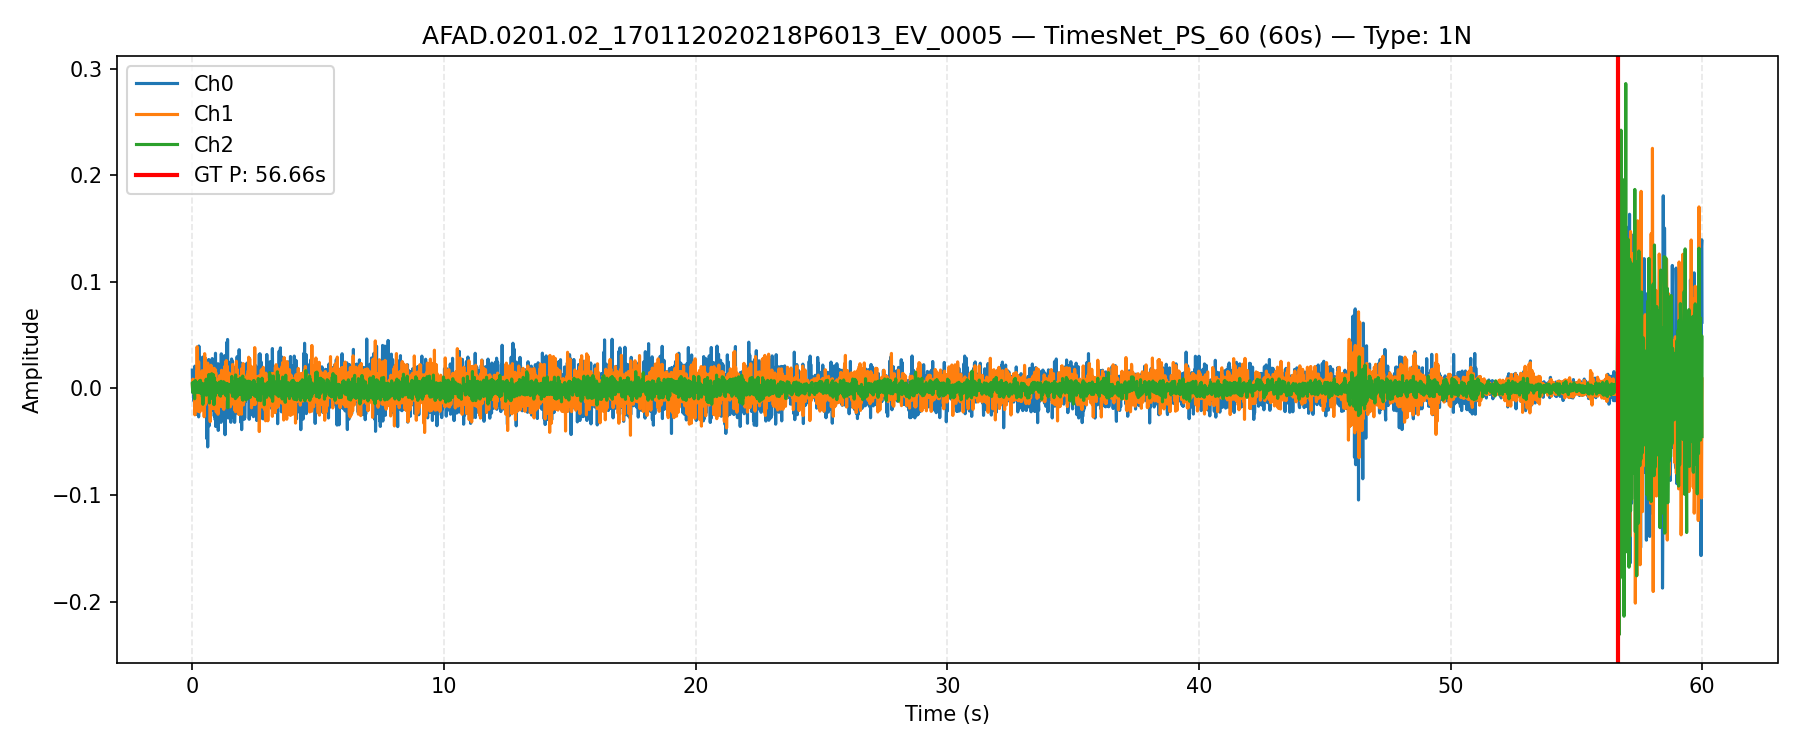 AFAD.0201.02_170112020218P6013_EV_0005 — TimesNet_PS_60 (60s) — Type: 1N
Ch0
Ch1
Ch2
GT P: 56.66s
Amplitude
0.3
0.2
0.1
0.0
−0.1
−0.2
0 10 20 30 40 50 60
Time (s)